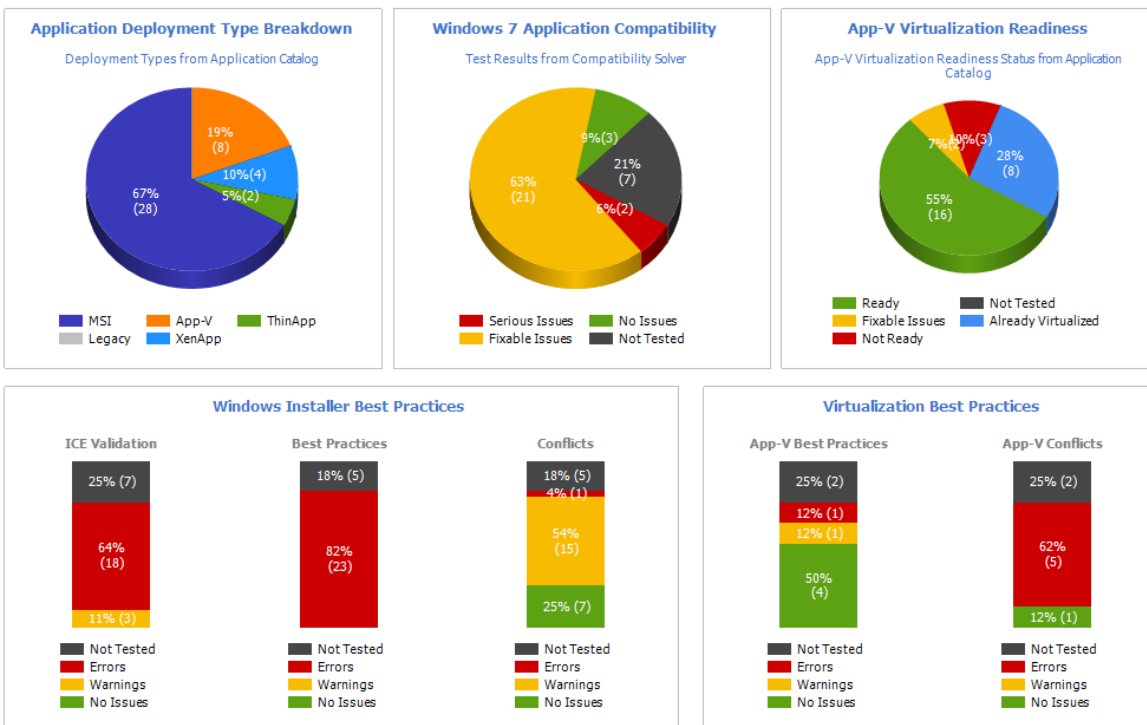 Application Deployment Type Breakdown
Deployment Types from Application Catalog
19%
(8)
10%(4)
5%(2)
67%
(28)
MSI
App-V
ThinApp
Legacy
XenApp
Windows 7 Application Compatibility
Test Results from Compatibility Solver
9%(3)
21%
(7)
63%
(21)
6%(2)
Serious Issues
No Issues
Fixable Issues
Not Tested
App-V Virtualization Readiness
App-V Virtualization Readiness Status from Application
Catalog
10%(3)
7%(2)
28%
(8)
55%
(16)
Ready
Not Tested
Fixable Issues
Already Virtualized
Not Ready
Windows Installer Best Practices
ICE Validation
25% (7)
64%
(18)
11% (3)
Not Tested
Errors
Warnings
No Issues
Best Practices
18% (5)
82%
(23)
Not Tested
Errors
Warnings
No Issues
Conflicts
18% (5)
4% (1)
54%
(15)
25% (7)
Not Tested
Errors
Warnings
No Issues
Virtualization Best Practices
App-V Best Practices
25% (2)
12% (1)
12% (1)
50%
(4)
Not Tested
Errors
Warnings
No Issues
App-V Conflicts
25% (2)
62%
(5)
12% (1)
Not Tested
Errors
Warnings
No Issues